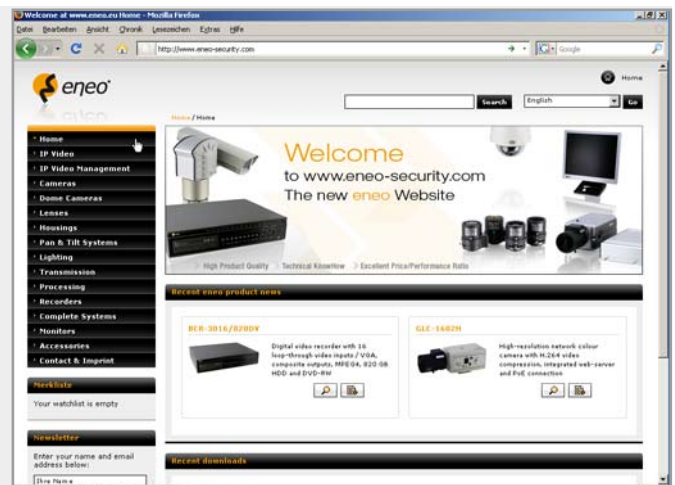 Welcome at www.eneo.eu Home - Mozilla Firefox
Datei Bearbeiten Ansicht Chronik Lesezeichen Extras Hilfe
http://www.eneo-security.com
Google
eneo
Home
Search
English
Go
Home / Home
Home
IP Video
IP Video Management
Cameras
Dome Cameras
Lenses
Housings
Pan & Tilt Systems
Lighting
Transmission
Processing
Recorders
Complete Systems
Monitors
Accessories
Contact & Imprint
Welcome
to www.eneo-security.com
The new eneo Website
High Product Quality
Technical KnowHow
Excellent Price/Performance Ratio
Recent eneo product news
Merkliste
Your watchlist is empty
Newsletter
Enter your name and email
address below:
Ihre Name
Digital video recorder with 16
loop-through video inputs / VGA,
composite outputs, MPEG4, 820 GB
HDD and DVD-RW
GLC-1602H
High-resolution network colour
camera with H.264 video
compression, integrated web-server
and PoE connection
Recent downloads